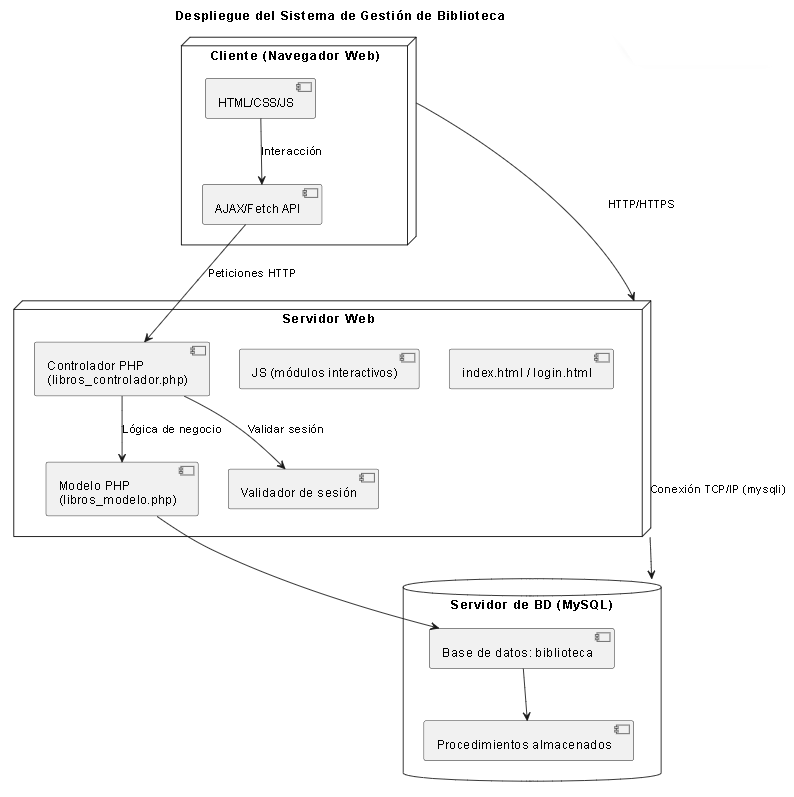 Despliegue del Sistema de Gestión de Biblioteca
Cliente (Navegador Web)
HTML/CSS/JS
Interacción
AJAX/Fetch API
HTTP/HTTPS
Peticiones HTTP
Servidor Web
Controlador PHP
(libros_controlador.php)
JS (módulos interactivos)
index.html / login.html
Lógica de negocio
Validar sesión
Modelo PHP
(libros_modelo.php)
Validador de sesión
Conexión TCP/IP (mysqli)
Servidor de BD (MySQL)
Base de datos: biblioteca
Procedimientos almacenados